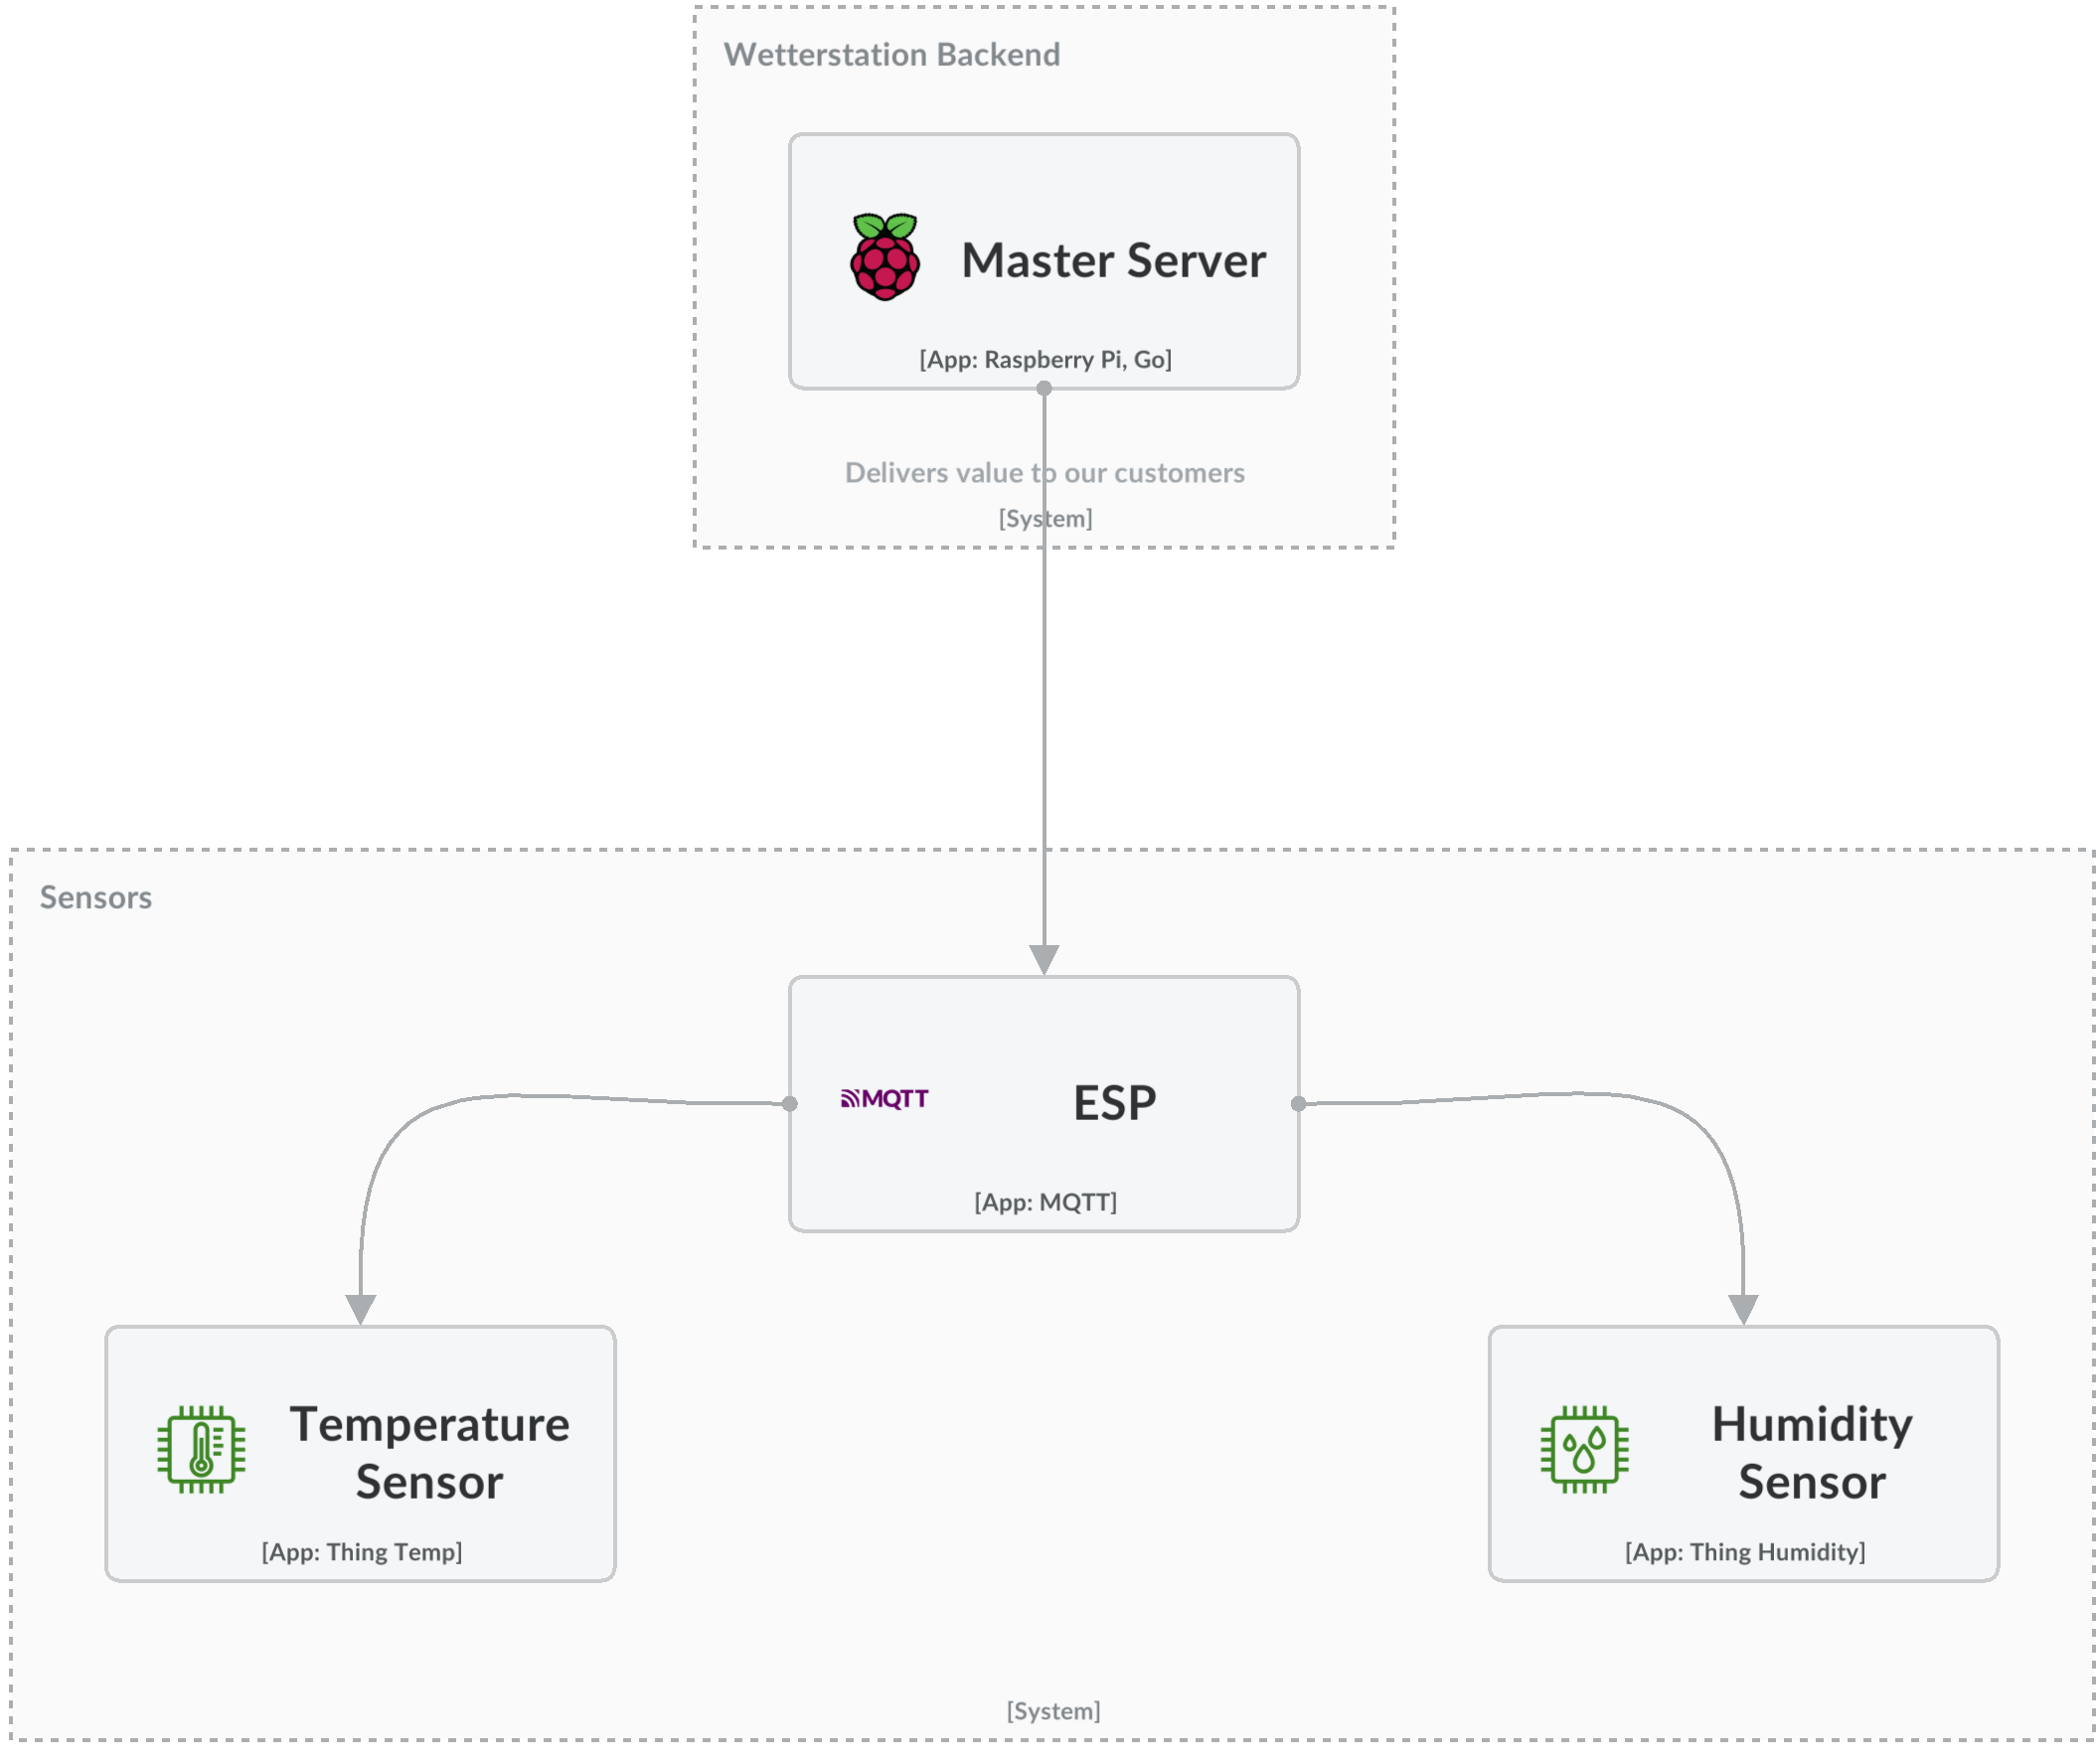 Wetterstation Backend
Master Server
[App: Raspberry Pi, Go]
Delivers value to our customers
[System]
Sensors
MQTT
ESP
[App: MQTT]
Temperature
Sensor
[App: Thing Temp]
Humidity
Sensor
[App: Thing Humidity]
[System]